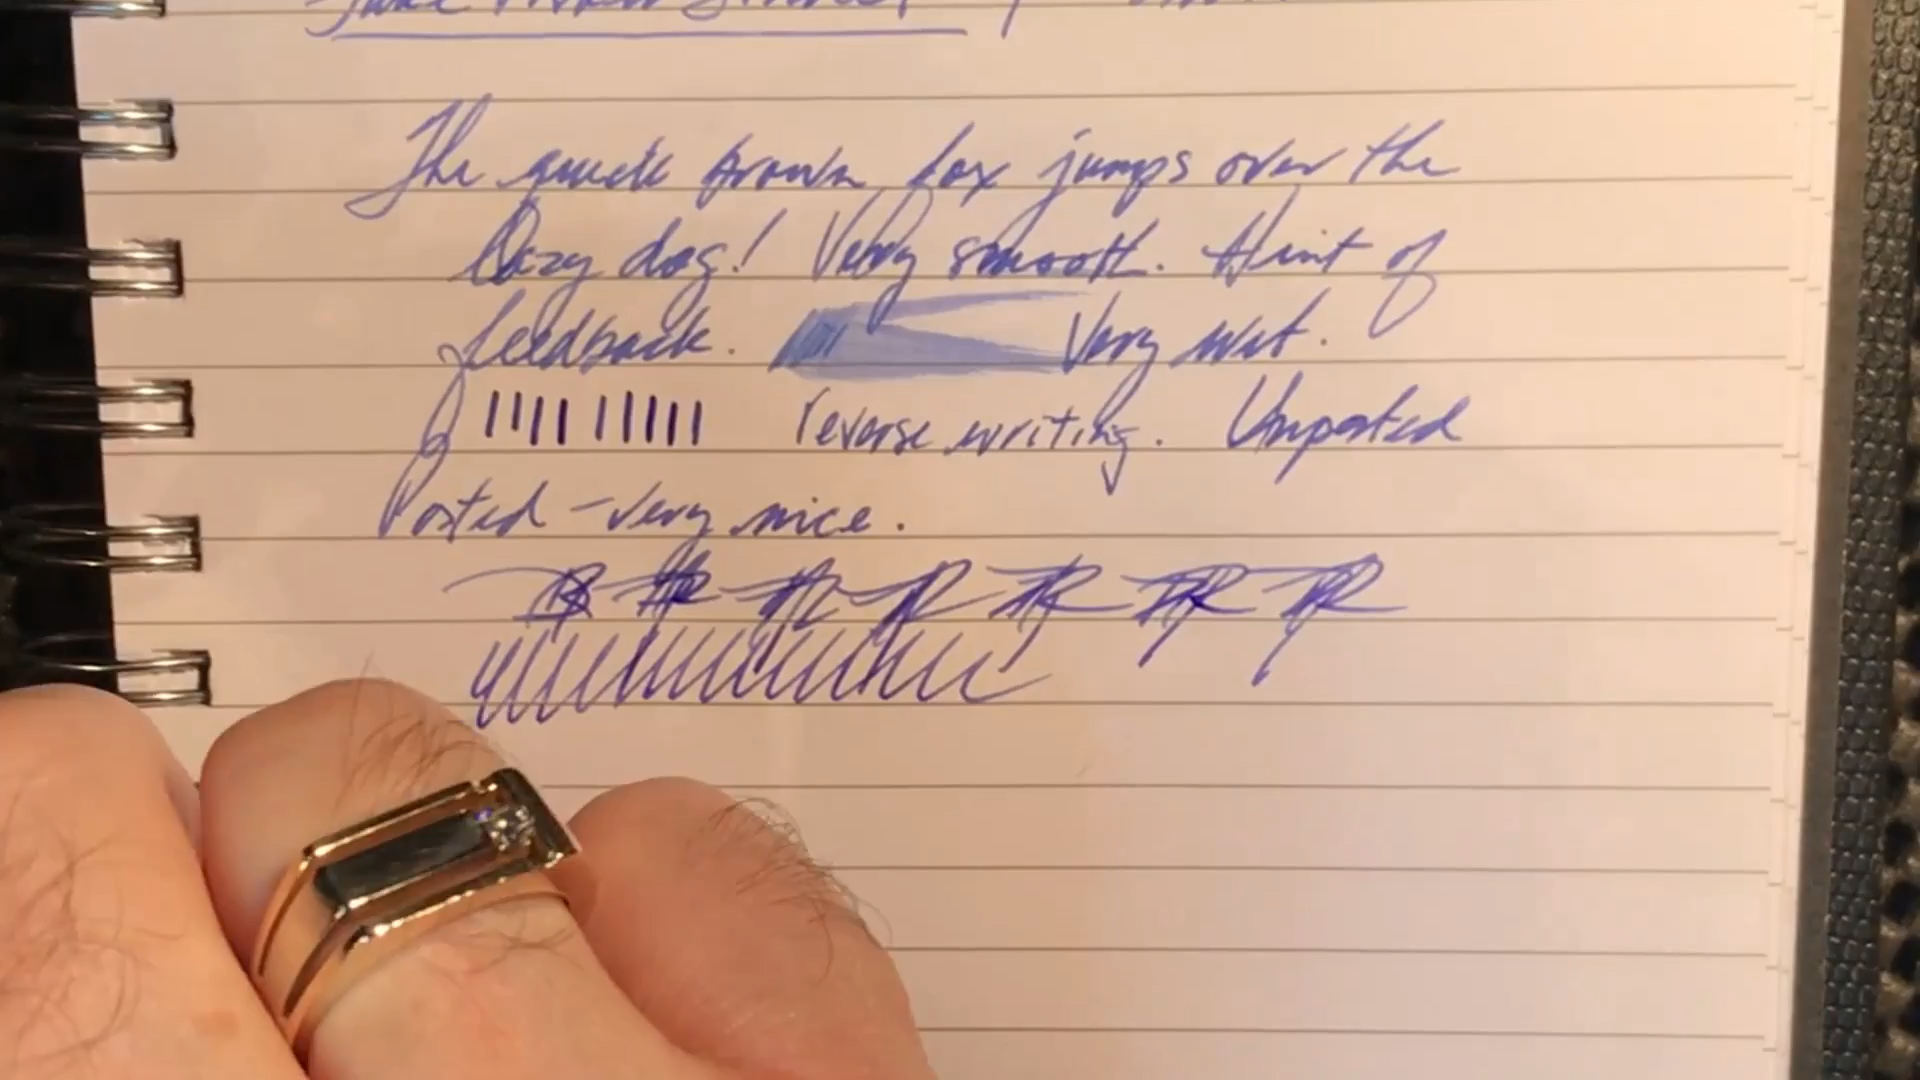 The quick brown fox jumps over the
lazy dog! Very smooth. Hint of
feedback. Very wet.
reverse writing. Unposted
Posted - very nice.